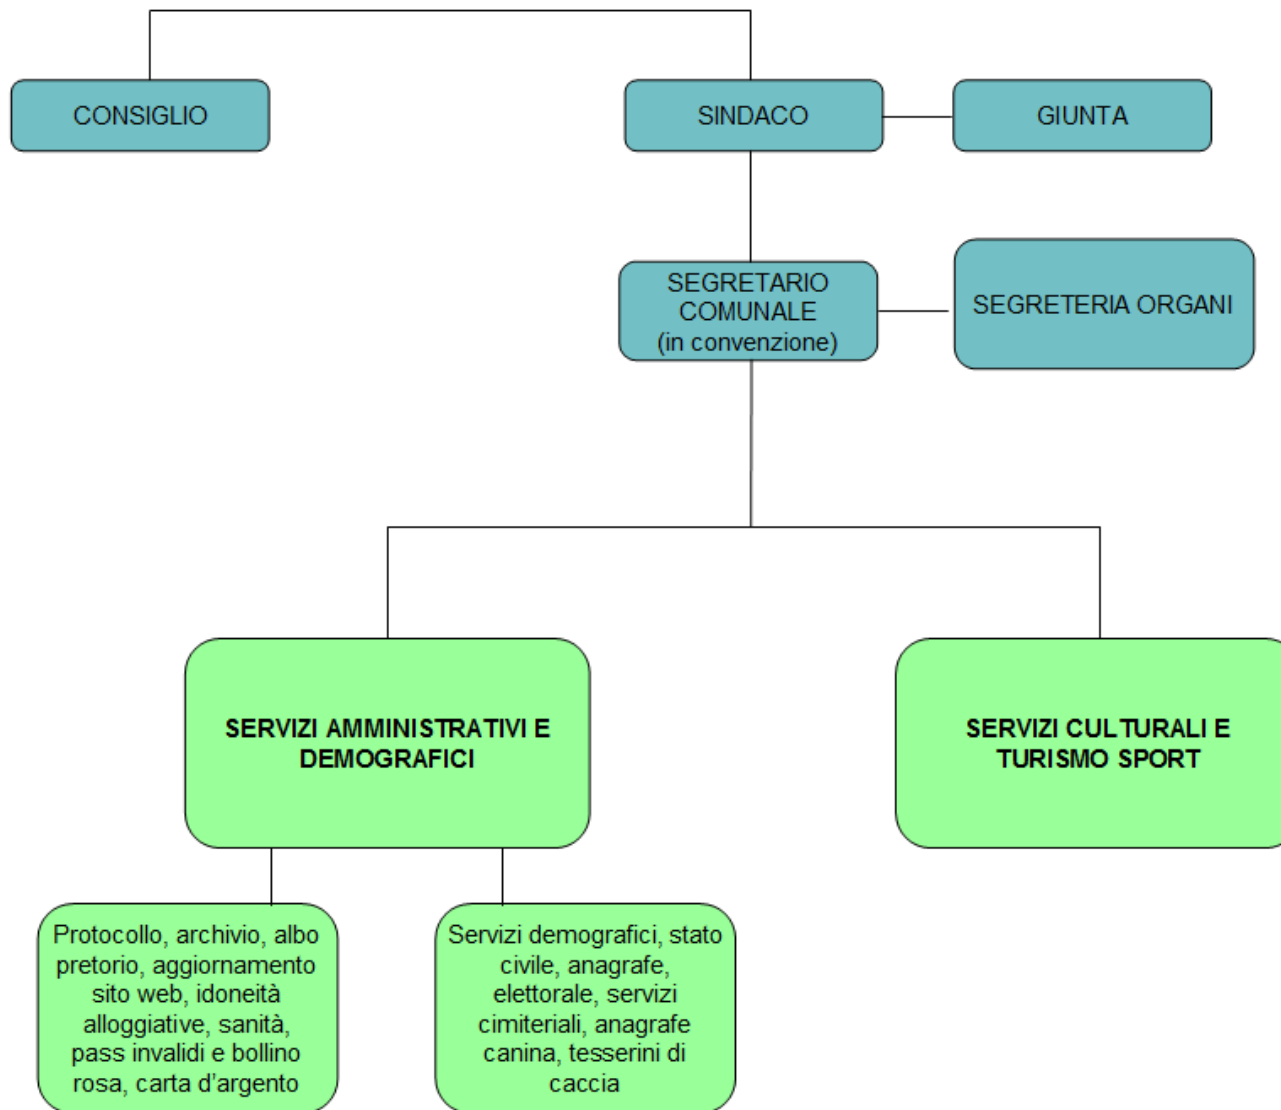 CONSIGLIO
SINDACO
GIUNTA
SEGRETARIO
COMUNALE
(in convenzione)
SEGRETERIA ORGANI
SERVIZI AMMINISTRATIVI E
DEMOGRAFICI
SERVIZI CULTURALI E
TURISMO SPORT
Protocollo, archivio, albo
pretorio, aggiornamento
sito web, idoneità
alloggiative, sanità,
pass invalidi e bollino
rosa, carta d’argento
Servizi demografici, stato
civile, anagrafe,
elettorale, servizi
cimiteriali, anagrafe
canina, tesserini di
caccia